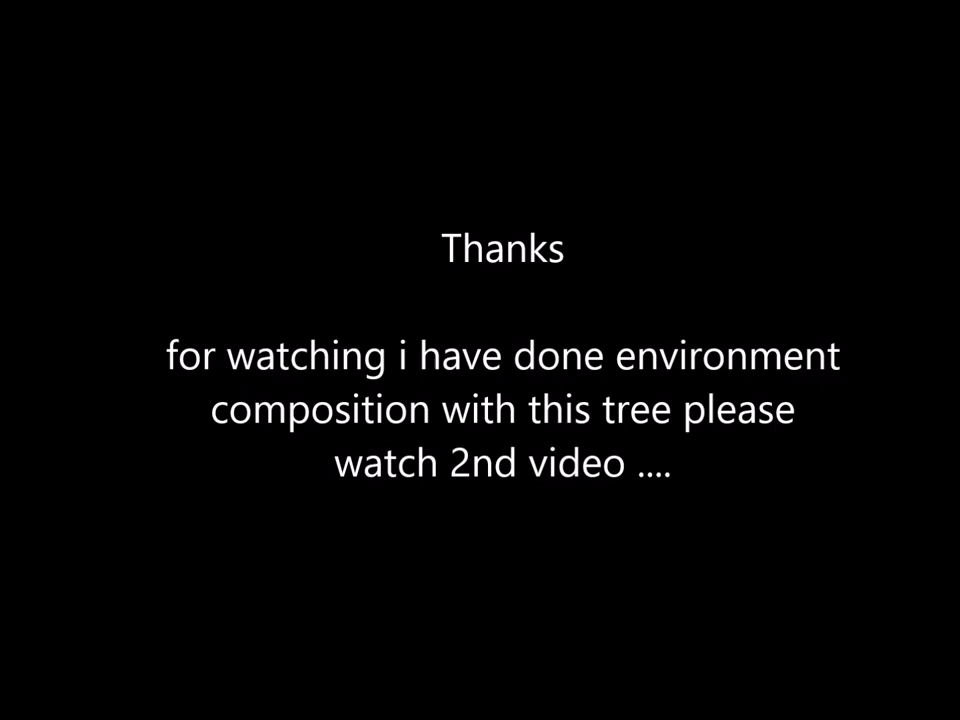 Thanks
for watching i have done environment
composition with this tree please
watch 2nd video ....